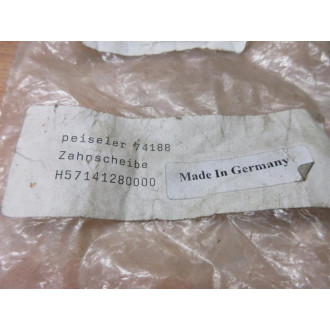 peiseler 74188
Zahnscheibe
H57141280000
Made In Germany